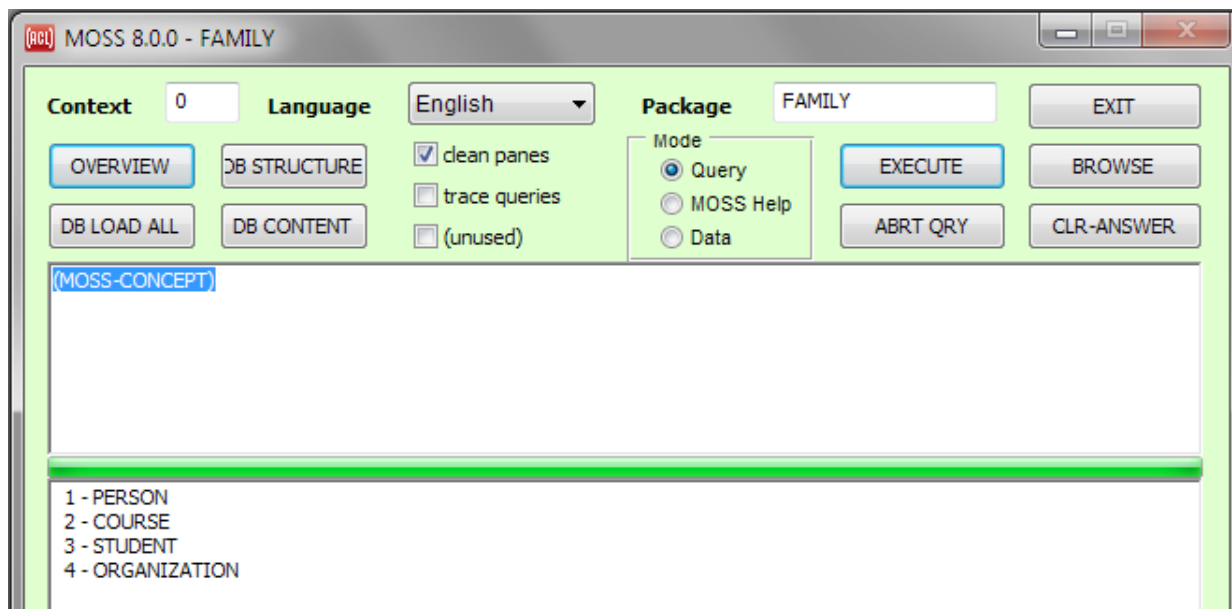 (ACL) MOSS 8.0.0 - FAMILY
Context 0 Language English Package FAMILY EXIT
OVERVIEW DB STRUCTURE clean panes Mode Query EXECUTE BROWSE
trace queries MOSS Help
DB LOAD ALL DB CONTENT (unused) Data ABRT QRY CLR-ANSWER
(MOSS-CONCEPT)
1 - PERSON
2 - COURSE
3 - STUDENT
4 - ORGANIZATION